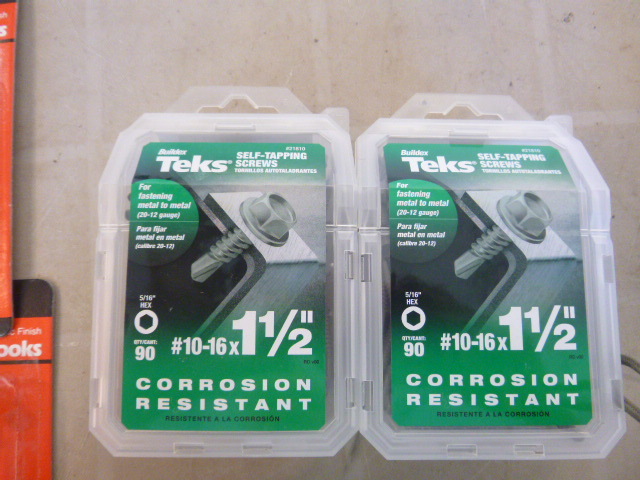 Finish
s
c Finish
ooks
Buildex
Teks®
#21810
SELF-TAPPING
SCREWS
TORNILLOS AUTOTALADRANTES
For
fastening
metal to metal
(20-12 gauge)
Para fijar
metal en metal
(calibre 20-12)
5/16"
HEX
QTY/CANT:
90
#10-16 x 1½"
CORROSION
RESISTANT
RESISTENTE A LA CORROSIÓN
Buildex
Teks®
#21810
SELF-TAPPING
SCREWS
TORNILLOS AUTOTALADRANTES
For
fastening
metal to metal
(20-12 gauge)
Para fijar
metal en metal
(calibre 20-12)
5/16"
HEX
QTY/CANT:
90
#10-16 x 1½"
CORROSION
RESISTANT
RESISTENTE A LA CORROSIÓN